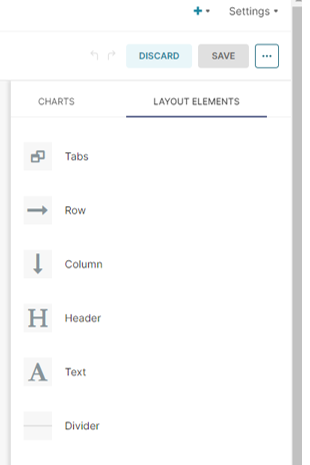 Settings
DISCARD
SAVE
CHARTS
LAYOUT ELEMENTS
Tabs
Row
Column
H Header
A Text
Divider